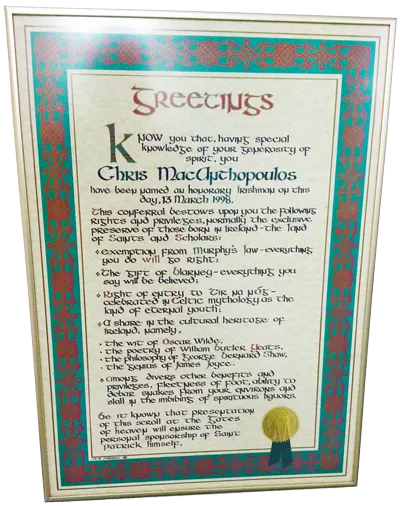 Greetings
Know you that, having special
knowledge of your generosity of
spirit, you
Chris MacAnthopoulos
have been named an honorary Irishman on this
day, 13 March 1998.
This conferral bestows upon you the following
rights and privileges, normally the exclusive
preserve of those born in Ireland - the land
of Saints and Scholars:
• Exemption from Murphy's Law - everything
you do will go right;
• The gift of blarney - everything you
say will be believed;
• Right of entry to Tir na nÓg -
celebrated in Celtic mythology as the
land of eternal youth;
• A share in the cultural heritage of
Ireland, namely,
• the wit of Oscar Wilde,
• the poetry of William Butler Yeats,
• the philosophy of George Bernard Shaw,
• the genius of James Joyce..
• Among divers other benefits and
privileges, fleetness of foot, ability to
debar snakes from your environs and
skill in the imbibing of spirituous liquors
Be it known that presentation
of this scroll at the Gates
of heaven will ensure the
personal sponsorship of Saint
Patrick himself.